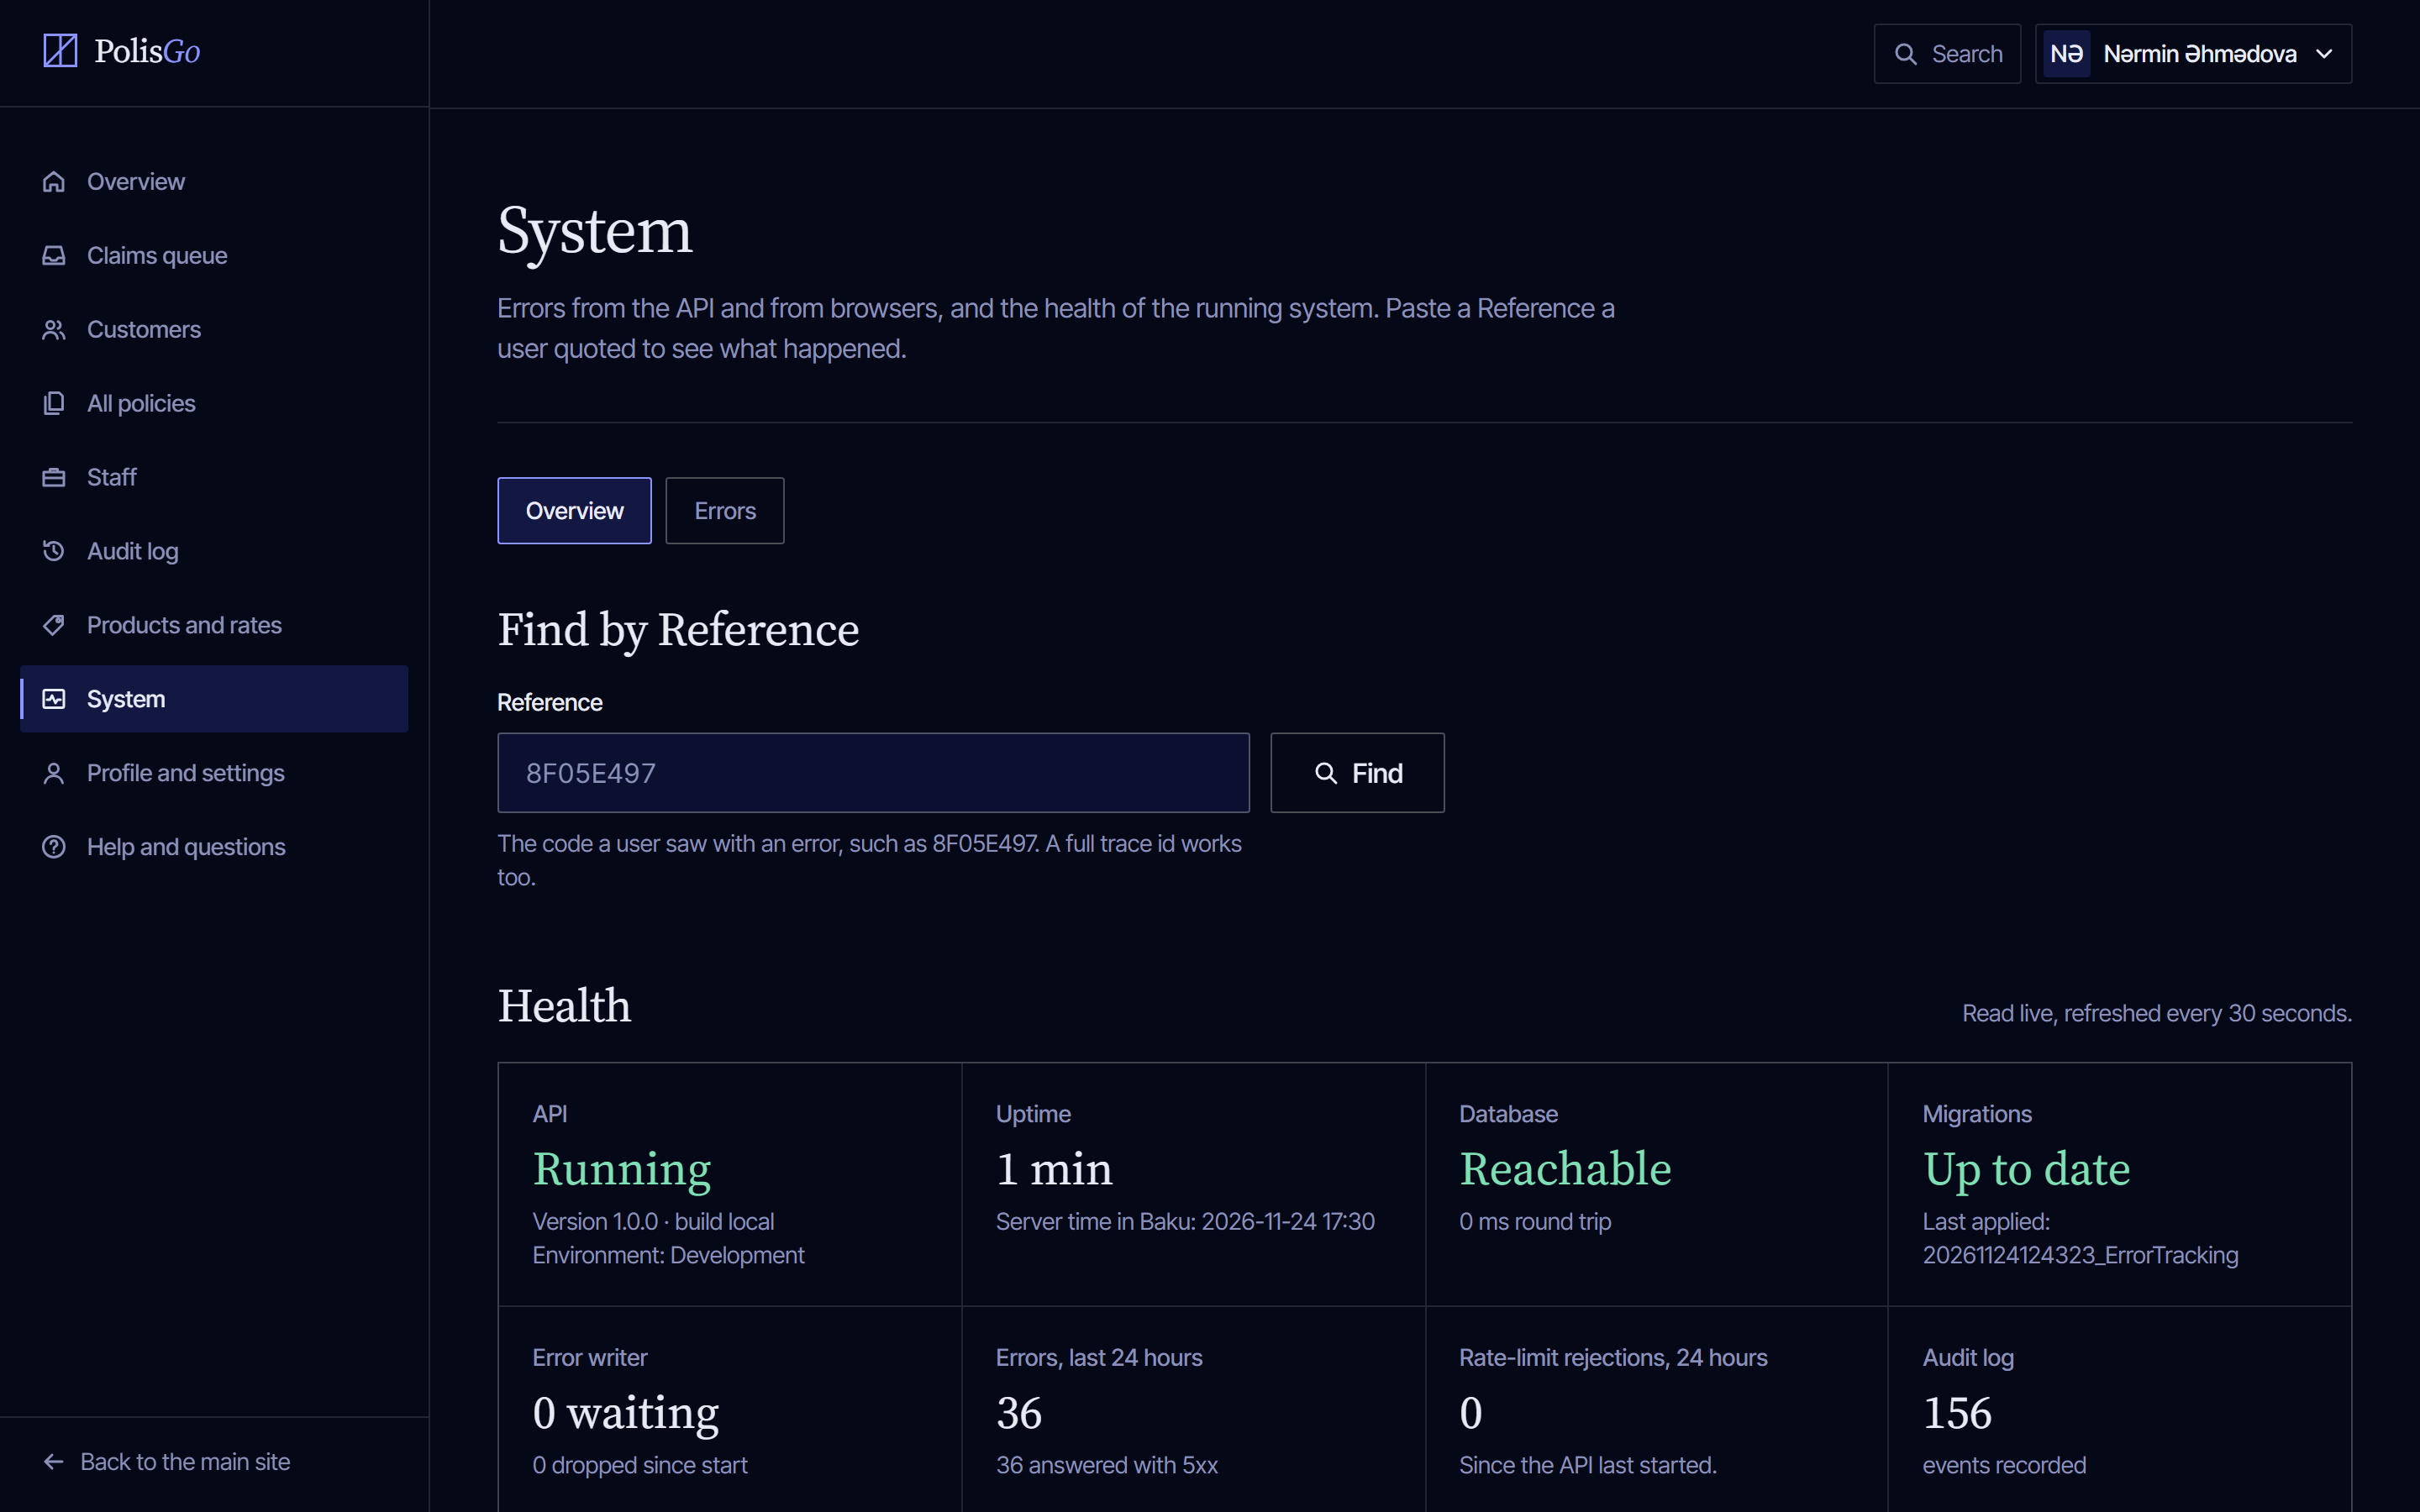 PolisGo
Search
NƏ
Nərmin Əhmədova
Overview
Claims queue
Customers
All policies
Staff
Audit log
Products and rates
System
Profile and settings
Help and questions
Back to the main site
System
Errors from the API and from browsers, and the health of the running system. Paste a Reference a
user quoted to see what happened.
Overview
Errors
Find by Reference
Reference
8F05E497
Find
The code a user saw with an error, such as 8F05E497. A full trace id works
too.
Health
Read live, refreshed every 30 seconds.
API
Running
Version 1.0.0 · build local
Environment: Development
Uptime
1 min
Server time in Baku: 2026-11-24 17:30
Database
Reachable
0 ms round trip
Migrations
Up to date
Last applied:
20261124124323_ErrorTracking
Error writer
0 waiting
0 dropped since start
Errors, last 24 hours
36
36 answered with 5xx
Rate-limit rejections, 24 hours
0
Since the API last started.
Audit log
156
events recorded